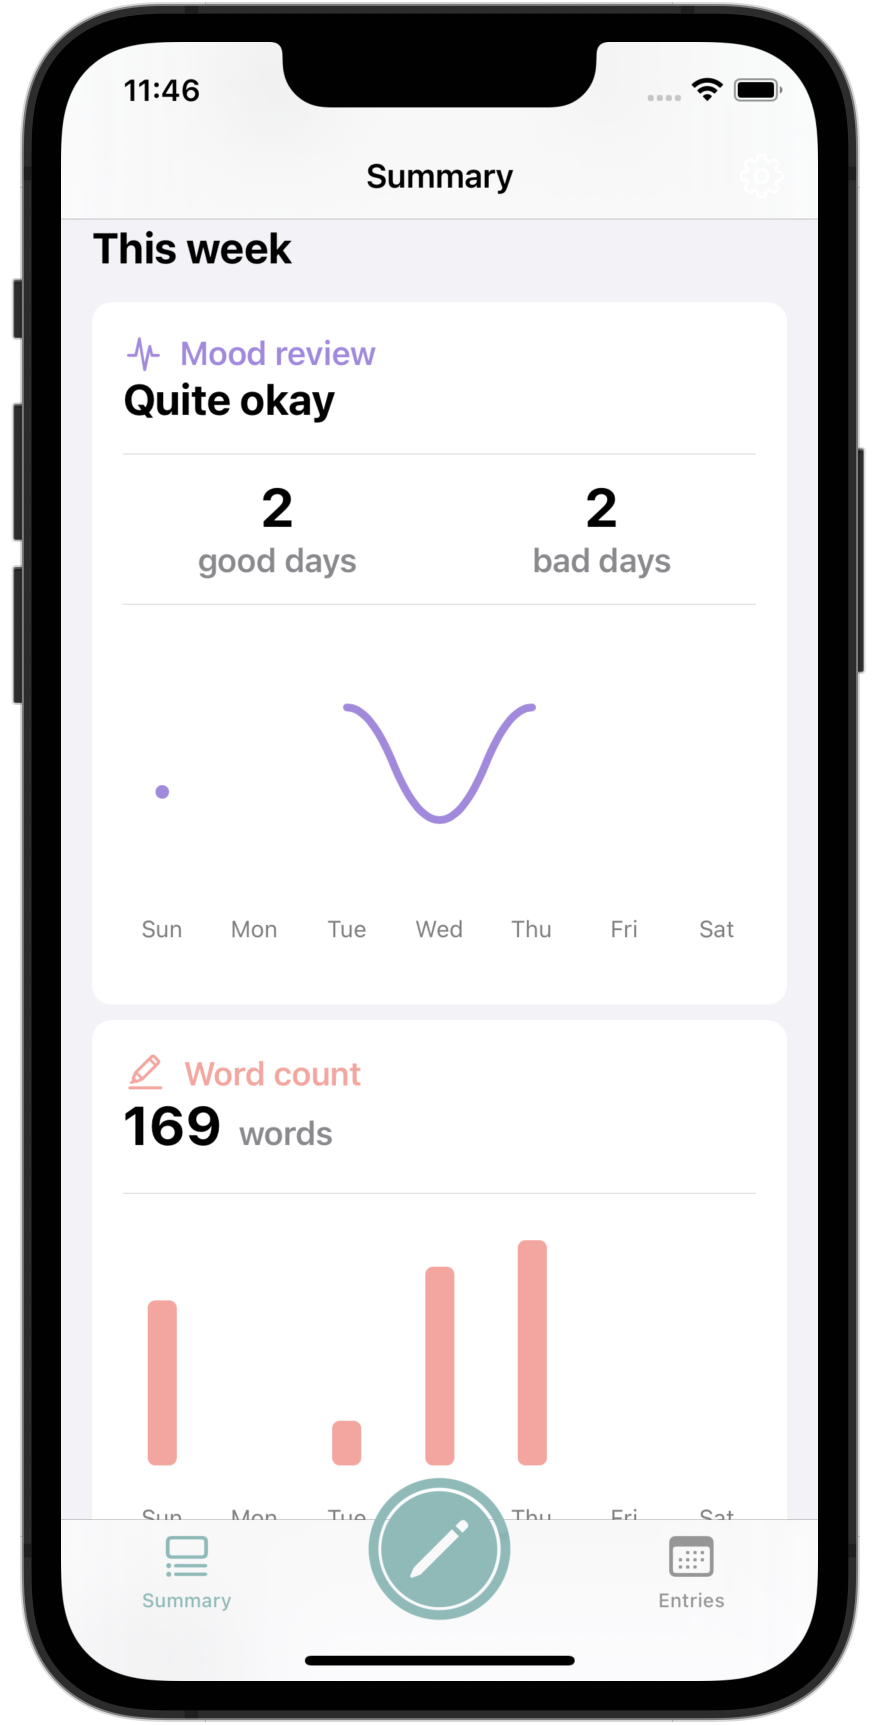 11:46
Summary
This week
Mood review
Quite okay
2 2
good days bad days
Sun Mon Tue Wed Thu Fri Sat
Word count
169 words
Sun Mon Tue Thu Fri Sat
Summary Entries